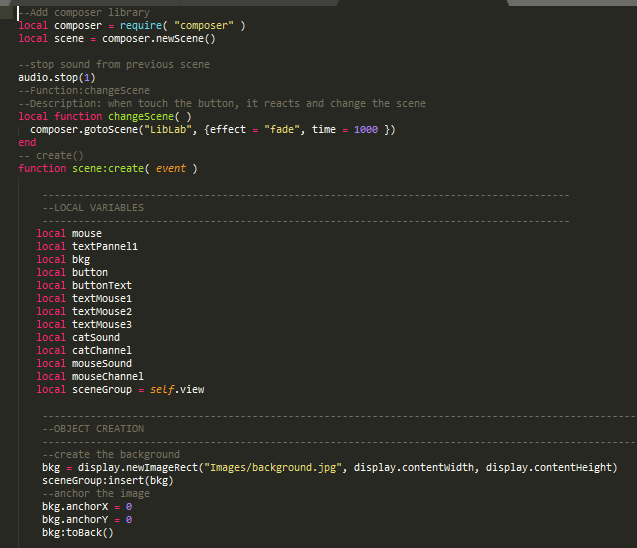 --Add composer library
local composer = require( "composer" )
local scene = composer.newScene()
--stop sound from previous scene
audio.stop(1)
--Function:changeScene
--Description: when touch the button, it reacts and change the scene
local function changeScene( )
composer.gotoScene("LibLab", {effect = "fade", time = 1000 })
end
-- create()
function scene:create( event )
----------------------------------------------------------------------------------------
--LOCAL VARIABLES
----------------------------------------------------------------------------------------
local mouse
local textPannel1
local bkg
local button
local buttonText
local textMouse1
local textMouse2
local textMouse3
local catSound
local catChannel
local mouseSound
local mouseChannel
local sceneGroup = self.view
----------------------------------------------------------------------------------------------------
--OBJECT CREATION
----------------------------------------------------------------------------------------------------
--create the background
bkg = display.newImageRect("Images/background.jpg", display.contentWidth, display.contentHeight)
sceneGroup:insert(bkg)
--anchor the image
bkg.anchorX = 0
bkg.anchorY = 0
bkg:toBack()